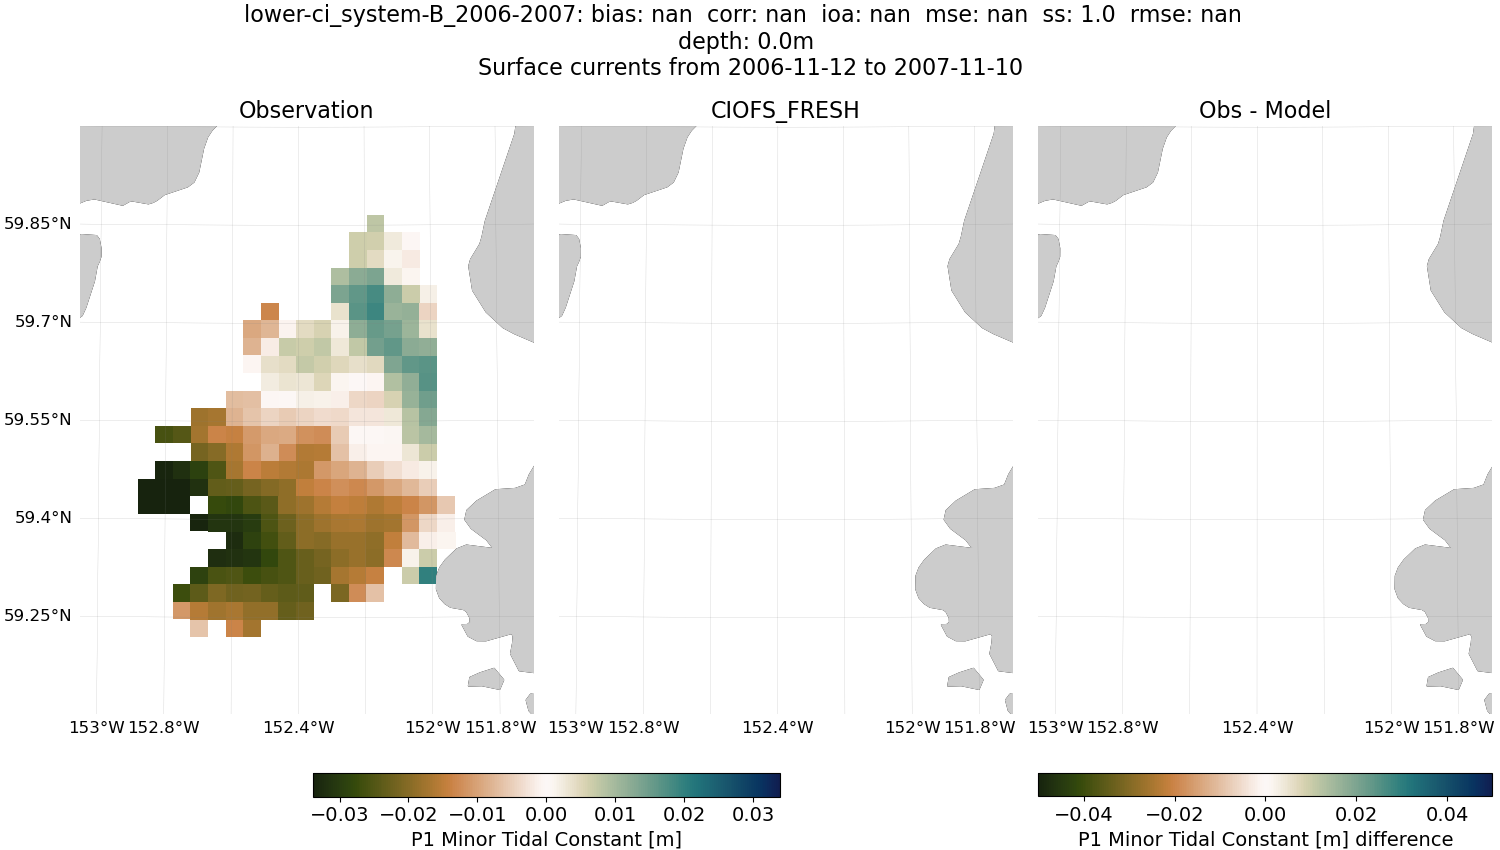 lower-ci_system-B_2006-2007: bias: nan  corr: nan  ioa: nan  mse: nan  ss: 1.0  rmse: nan
depth: 0.0m
Surface currents from 2006-11-12 to 2007-11-10
Observation
CIOFS_FRESH
Obs - Model
59.85°N
59.7°N
59.55°N
59.4°N
59.25°N
153°W 152.8°W 152.4°W 152°W 151.8°W
153°W 152.8°W 152.4°W 152°W 151.8°W
153°W 152.8°W 152.4°W 152°W 151.8°W
−0.03 −0.02 −0.01 0.00 0.01 0.02 0.03
P1 Minor Tidal Constant [m]
−0.04 −0.02 0.00 0.02 0.04
P1 Minor Tidal Constant [m] difference